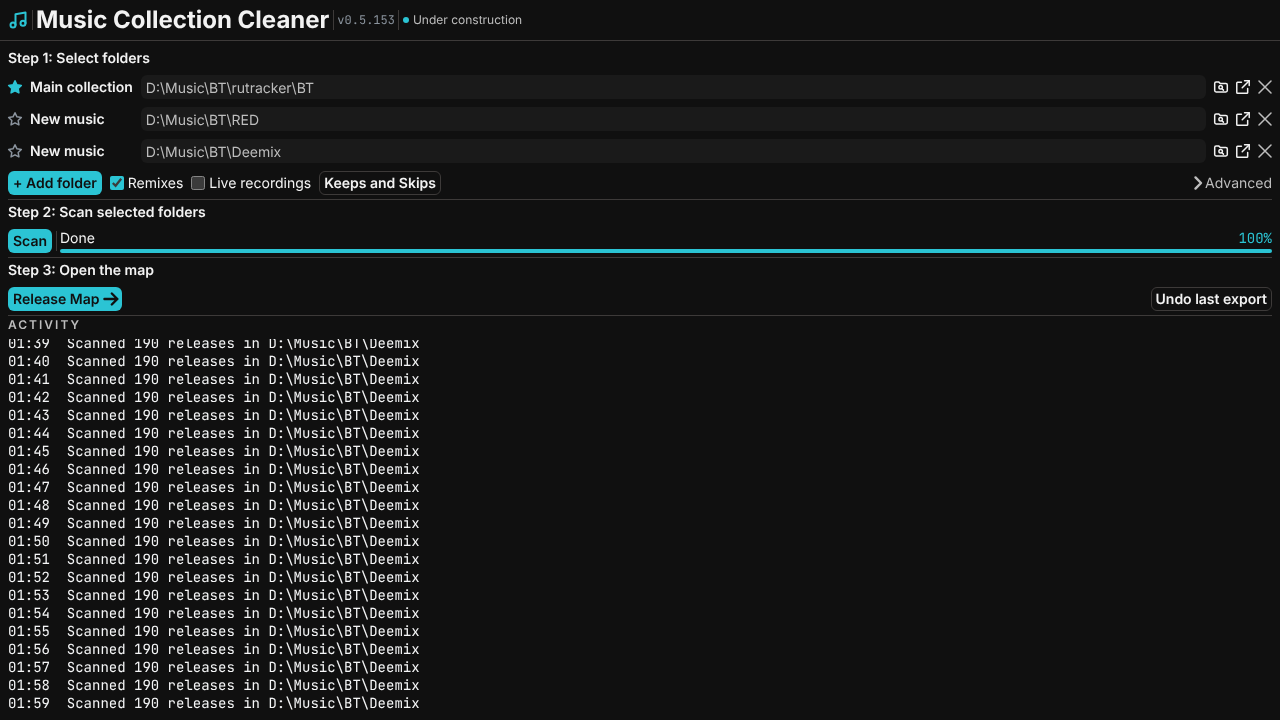 Music Collection Cleaner v0.5.153 Under construction
Step 1: Select folders
Main collection D:\Music\BT\rutracker\BT
New music D:\Music\BT\RED
New music D:\Music\BT\Deemix
+ Add folder Remixes Live recordings Keeps and Skips Advanced
Step 2: Scan selected folders
Scan Done 100%
Step 3: Open the map
Release Map Undo last export
ACTIVITY
01:39 Scanned 190 releases in D:\Music\BT\Deemix
01:40 Scanned 190 releases in D:\Music\BT\Deemix
01:41 Scanned 190 releases in D:\Music\BT\Deemix
01:42 Scanned 190 releases in D:\Music\BT\Deemix
01:43 Scanned 190 releases in D:\Music\BT\Deemix
01:44 Scanned 190 releases in D:\Music\BT\Deemix
01:45 Scanned 190 releases in D:\Music\BT\Deemix
01:46 Scanned 190 releases in D:\Music\BT\Deemix
01:47 Scanned 190 releases in D:\Music\BT\Deemix
01:48 Scanned 190 releases in D:\Music\BT\Deemix
01:49 Scanned 190 releases in D:\Music\BT\Deemix
01:50 Scanned 190 releases in D:\Music\BT\Deemix
01:51 Scanned 190 releases in D:\Music\BT\Deemix
01:52 Scanned 190 releases in D:\Music\BT\Deemix
01:53 Scanned 190 releases in D:\Music\BT\Deemix
01:54 Scanned 190 releases in D:\Music\BT\Deemix
01:55 Scanned 190 releases in D:\Music\BT\Deemix
01:56 Scanned 190 releases in D:\Music\BT\Deemix
01:57 Scanned 190 releases in D:\Music\BT\Deemix
01:58 Scanned 190 releases in D:\Music\BT\Deemix
01:59 Scanned 190 releases in D:\Music\BT\Deemix